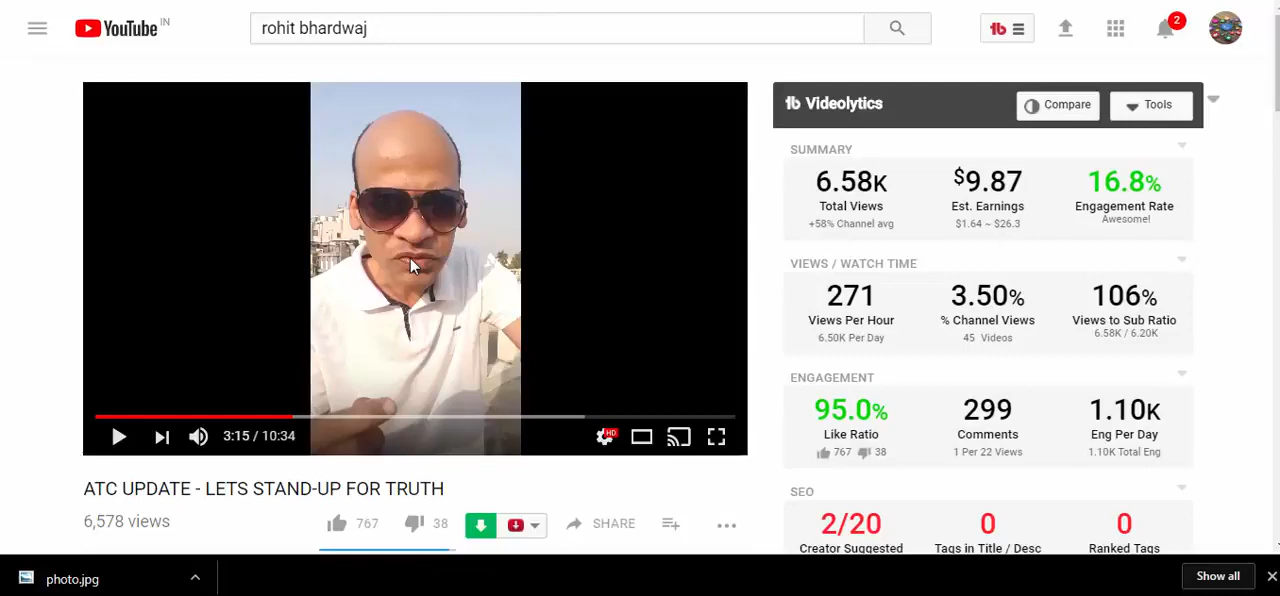 YouTube IN
rohit bhardwaj
tb
2
tb Videolytics
Compare
Tools
SUMMARY
6.58K
$9.87
16.8%
Total Views
Est. Earnings
Engagement Rate
+58% Channel avg
$1.64 ~ $26.3
Awesome!
VIEWS / WATCH TIME
271
3.50%
106%
Views Per Hour
% Channel Views
Views to Sub Ratio
6.50K Per Day
45 Videos
6.58K / 6.20K
ENGAGEMENT
95.0%
299
1.10K
Like Ratio
Comments
Eng Per Day
767 38
1 Per 22 Views
1.10K Total Eng
SEO
2/20
0
0
Creator Suggested
Tags in Title / Desc
Ranked Tags
3:15 / 10:34
HD
ATC UPDATE - LETS STAND-UP FOR TRUTH
6,578 views
767
38
SHARE
photo.jpg
Show all